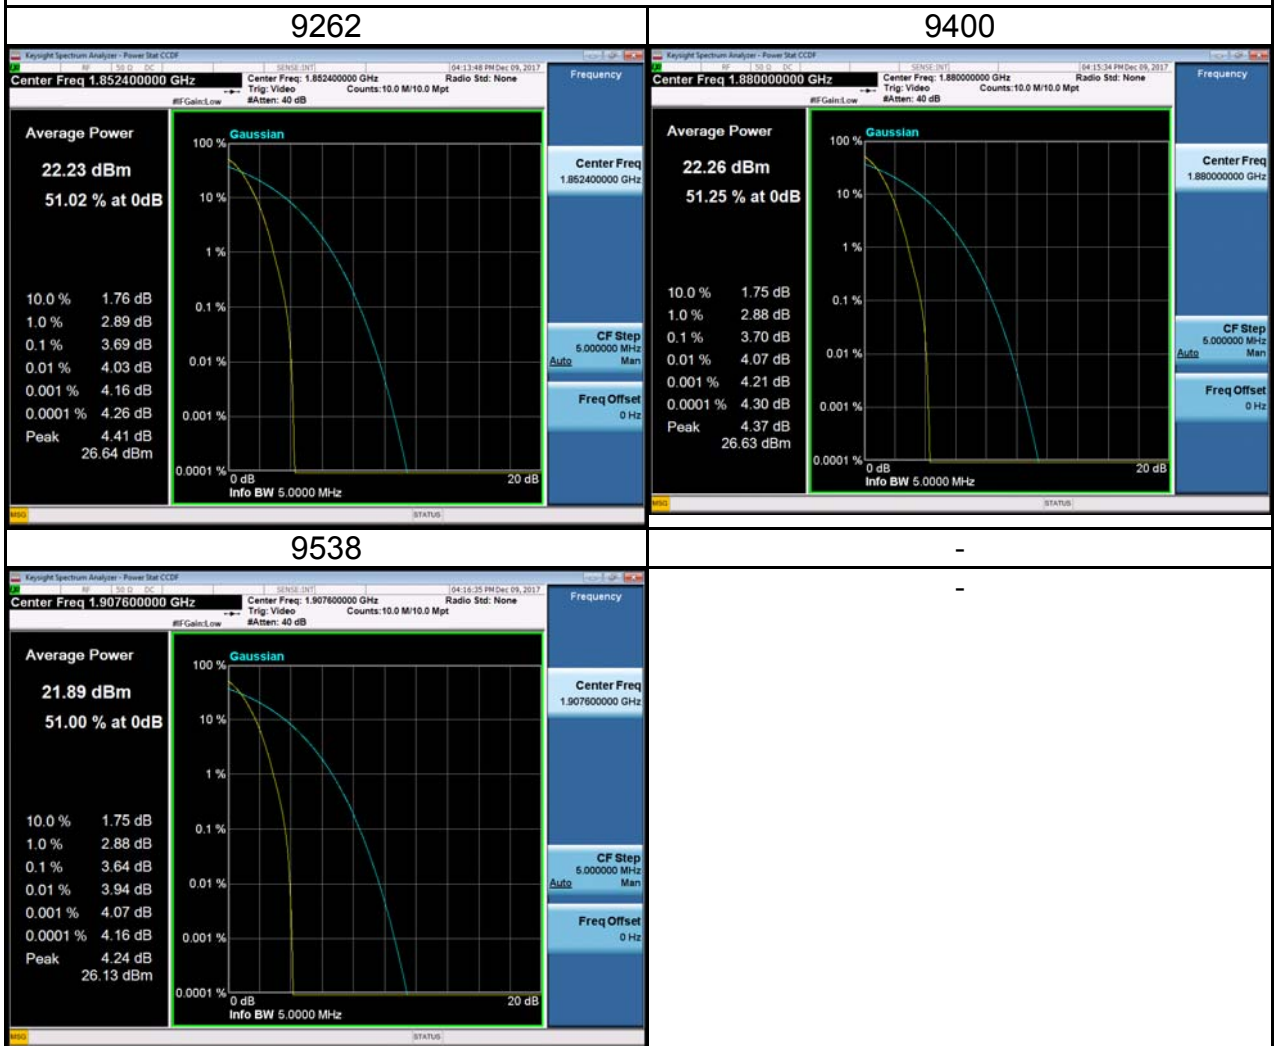 9262
9400
Keysight Spectrum Analyzer - Power Stat CCDF
RF 50 Ω DC SENSE:INT 04:13:48 PM Dec 09, 2017
Center Freq 1.852400000 GHz
Center Freq: 1.852400000 GHz Radio Std: None
Trig: Video Counts:10.0 M/10.0 Mpt
#IFGain:Low #Atten: 40 dB
Frequency
Average Power
22.23 dBm
51.02 % at 0dB
10.0 % 1.76 dB
1.0 % 2.89 dB
0.1 % 3.69 dB
0.01 % 4.03 dB
0.001 % 4.16 dB
0.0001 % 4.26 dB
Peak 4.41 dB
26.64 dBm
Gaussian
100 %
10 %
1 %
0.1 %
0.01 %
0.001 %
0.0001 %
0 dB 20 dB
Info BW 5.0000 MHz
Center Freq
1.852400000 GHz
CF Step
5.000000 MHz
Auto Man
Freq Offset
0 Hz
MSG STATUS
Keysight Spectrum Analyzer - Power Stat CCDF
RF 50 Ω DC SENSE:INT 04:15:34 PM Dec 09, 2017
Center Freq 1.880000000 GHz
Center Freq: 1.880000000 GHz Radio Std: None
Trig: Video Counts:10.0 M/10.0 Mpt
#IFGain:Low #Atten: 40 dB
Frequency
Average Power
22.26 dBm
51.25 % at 0dB
10.0 % 1.75 dB
1.0 % 2.88 dB
0.1 % 3.70 dB
0.01 % 4.07 dB
0.001 % 4.21 dB
0.0001 % 4.30 dB
Peak 4.37 dB
26.63 dBm
Gaussian
100 %
10 %
1 %
0.1 %
0.01 %
0.001 %
0.0001 %
0 dB 20 dB
Info BW 5.0000 MHz
Center Freq
1.880000000 GHz
CF Step
5.000000 MHz
Auto Man
Freq Offset
0 Hz
MSG STATUS
9538
-
Keysight Spectrum Analyzer - Power Stat CCDF
RF 50 Ω DC SENSE:INT 04:16:35 PM Dec 09, 2017
Center Freq 1.907600000 GHz
Center Freq: 1.907600000 GHz Radio Std: None
Trig: Video Counts:10.0 M/10.0 Mpt
#IFGain:Low #Atten: 40 dB
Frequency
Average Power
21.89 dBm
51.00 % at 0dB
10.0 % 1.75 dB
1.0 % 2.88 dB
0.1 % 3.64 dB
0.01 % 3.94 dB
0.001 % 4.07 dB
0.0001 % 4.16 dB
Peak 4.24 dB
26.13 dBm
Gaussian
100 %
10 %
1 %
0.1 %
0.01 %
0.001 %
0.0001 %
0 dB 20 dB
Info BW 5.0000 MHz
Center Freq
1.907600000 GHz
CF Step
5.000000 MHz
Auto Man
Freq Offset
0 Hz
MSG STATUS
-